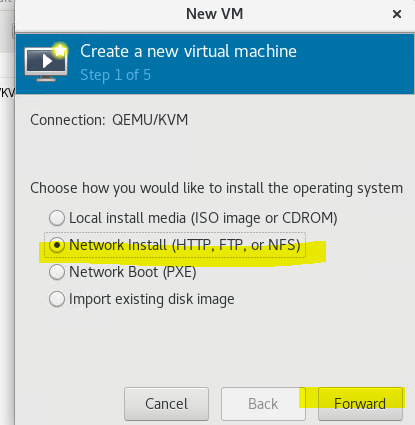 New VM
Create a new virtual machine
Step 1 of 5
Connection: QEMU/KVM
Choose how you would like to install the operating system
Local install media (ISO image or CDROM)
Network Install (HTTP, FTP, or NFS)
Network Boot (PXE)
Import existing disk image
Cancel Back Forward